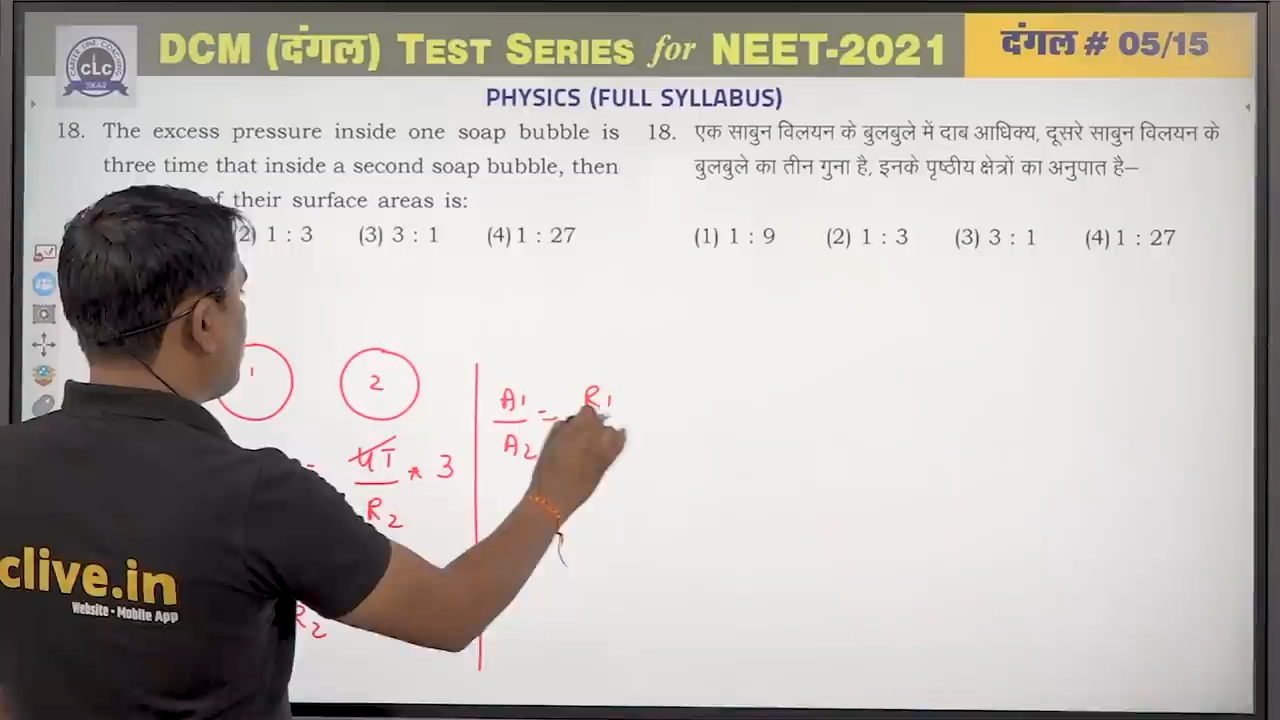 DCM (दंगल) TEST SERIES for NEET-2021
दंगल # 05/15
CLC
SIKAR
PHYSICS (FULL SYLLABUS)
18. The excess pressure inside one soap bubble is
three time that inside a second soap bubble, then
their surface areas is:
2) 1 : 3 (3) 3 : 1 (4) 1 : 27
18. एक साबुन विलयन के बुलबुले में दाब आधिक्य, दूसरे साबुन विलयन के
बुलबुले का तीन गुना है, इनके पृष्ठीय क्षेत्रों का अनुपात है–
(1) 1 : 9 (2) 1 : 3 (3) 3 : 1 (4) 1 : 27
1 2
= 4T/R2 * 3
R2
A1/A2 = R1
clive.in
Website - Mobile App